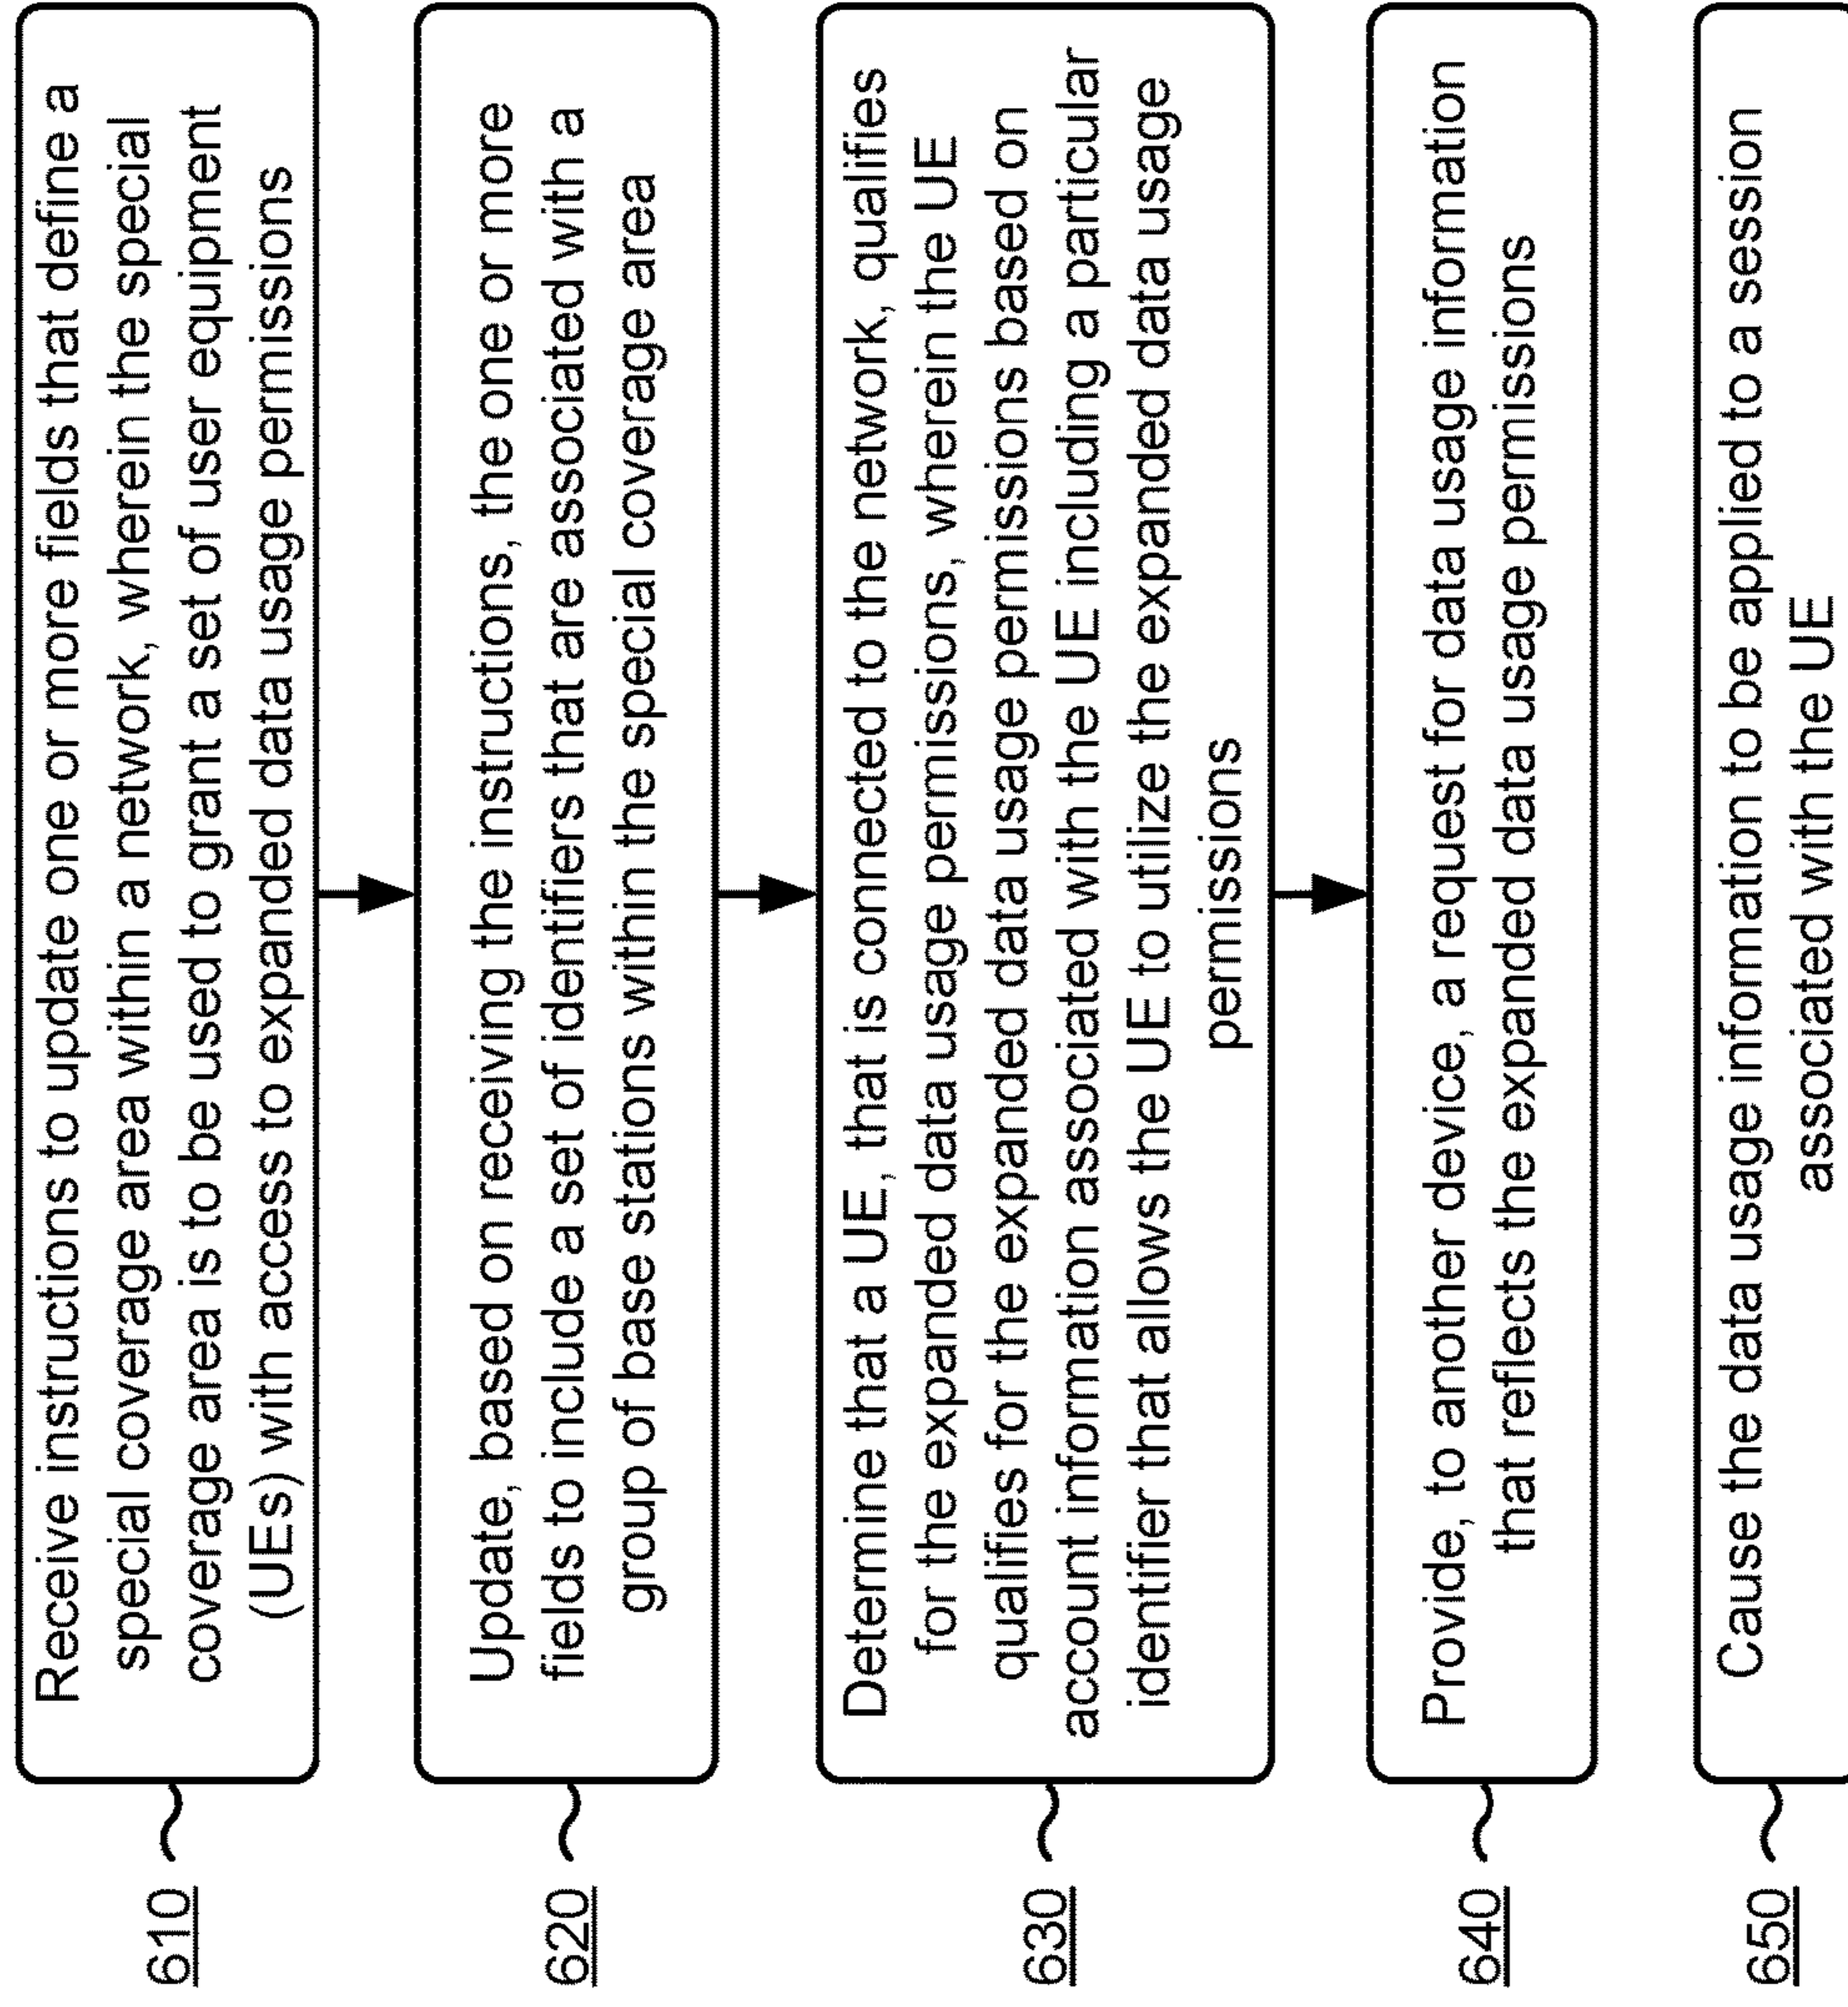 610
Receive instructions to update one or more fields that define a
special coverage area within a network, wherein the special
coverage area is to be used to grant a set of user equipment
(UEs) with access to expanded data usage permissions
620
Update, based on receiving the instructions, the one or more
fields to include a set of identifiers that are associated with a
group of base stations within the special coverage area
630
Determine that a UE, that is connected to the network, qualifies
for the expanded data usage permissions, wherein the UE
qualifies for the expanded data usage permissions based on
account information associated with the UE including a particular
identifier that allows the UE to utilize the expanded data usage
permissions
640
Provide, to another device, a request for data usage information
that reflects the expanded data usage permissions
650
Cause the data usage information to be applied to a session
associated with the UE